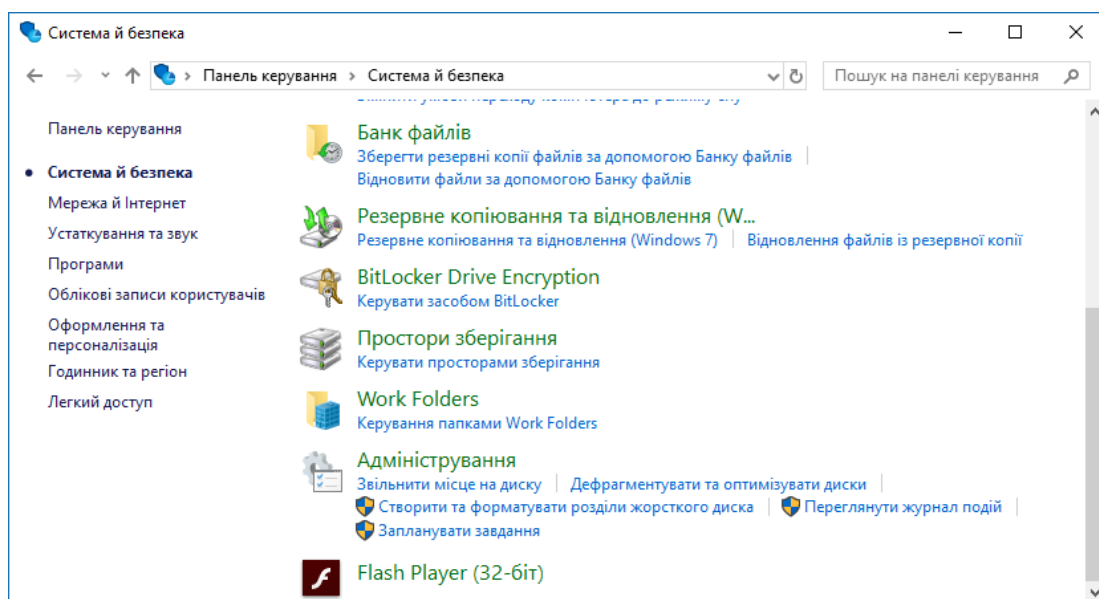 Система й безпека
Панель керування › Система й безпека
Пошук на панелі керування
Панель керування
Система й безпека
Мережа й Інтернет
Устаткування та звук
Програми
Облікові записи користувачів
Оформлення та
персоналізація
Годинник та регіон
Легкий доступ
Банк файлів
Зберегти резервні копії файлів за допомогою Банку файлів
Відновити файли за допомогою Банку файлів
Резервне копіювання та відновлення (W...
Резервне копіювання та відновлення (Windows 7) Відновлення файлів із резервної копії
BitLocker Drive Encryption
Керувати засобом BitLocker
Простори зберігання
Керувати просторами зберігання
Work Folders
Керування папками Work Folders
Адміністрування
Звільнити місце на диску Дефрагментувати та оптимізувати диски
Створити та форматувати розділи жорсткого диска Переглянути журнал подій
Запланувати завдання
Flash Player (32-біт)